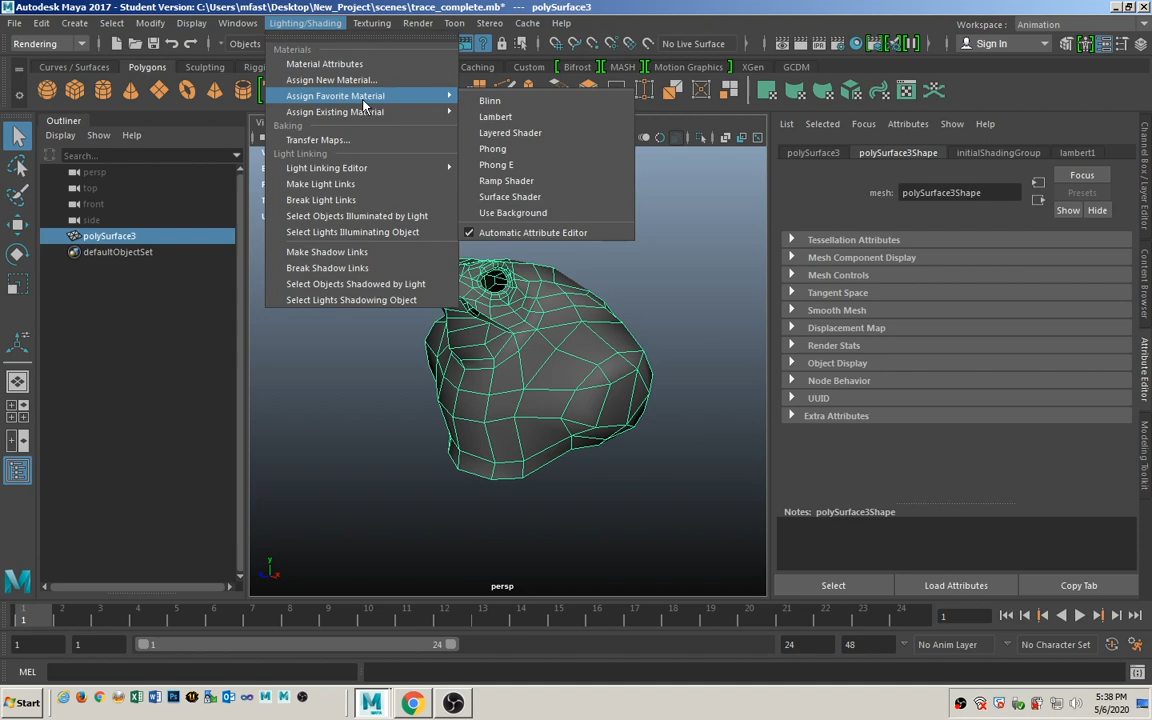 Autodesk Maya 2017 - Student Version: C:\Users\mfast\Desktop\New_Project\scenes\trace_complete.mb* --- polySurface3
File Edit Create Select Modify Display Windows Lighting/Shading Texturing Render Toon Stereo Cache Help Workspace: Animation
Rendering Objects No Live Surface Sign In
Curves / Surfaces Polygons Sculpting Caching Custom Bifrost MASH Motion Graphics XGen GCDM
Materials
Material Attributes
Assign New Material...
Assign Favorite Material
Assign Existing Material
Baking
Transfer Maps...
Light Linking
Light Linking Editor
Make Light Links
Break Light Links
Select Objects Illuminated by Light
Select Lights Illuminating Object
Make Shadow Links
Break Shadow Links
Select Objects Shadowed by Light
Select Lights Shadowing Object
Blinn
Lambert
Layered Shader
Phong
Phong E
Ramp Shader
Surface Shader
Use Background
Automatic Attribute Editor
Outliner
Display Show Help
Search...
persp
top
front
side
polySurface3
defaultObjectSet
persp
y
List Selected Focus Attributes Show Help
polySurface3 polySurface3Shape initialShadingGroup lambert1
Focus
Presets
Show Hide
mesh: polySurface3Shape
Tessellation Attributes
Mesh Component Display
Mesh Controls
Tangent Space
Smooth Mesh
Displacement Map
Render Stats
Object Display
Node Behavior
UUID
Extra Attributes
Notes: polySurface3Shape
Select Load Attributes Copy Tab
Channel Box / Layer Editor
Content Browser
Attribute Editor
Modeling Toolkit
1 2 3 4 5 6 7 8 9 10 11 12 13 14 15 16 17 18 19 20 21 22 23 24
1 1
1 1 1 24 24 48 No Anim Layer No Character Set
MEL
Start 5:38 PM
5/6/2020